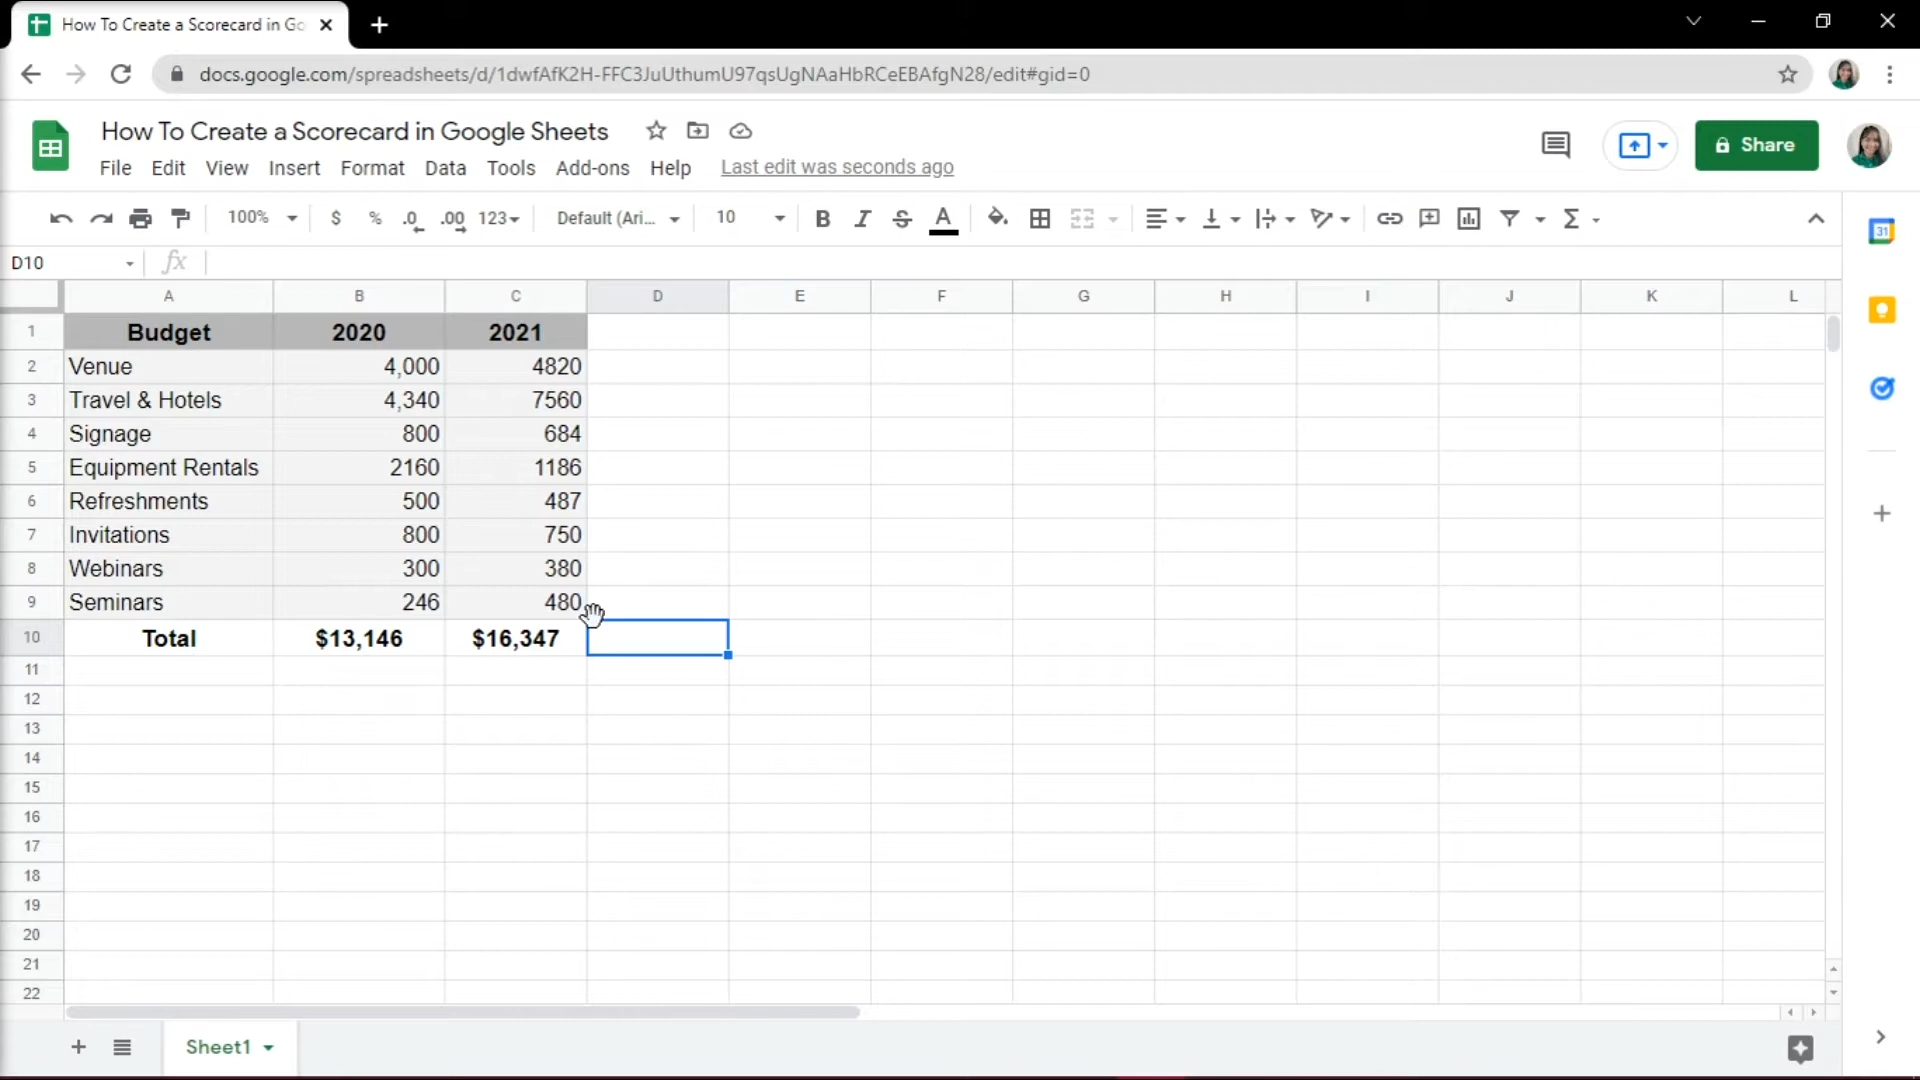 How To Create a Scorecard in Go
docs.google.com/spreadsheets/d/1dwfAfK2H-FFC3JuUthumU97qsUgNAaHbRCeEBAfgN28/edit#gid=0
How To Create a Scorecard in Google Sheets
File Edit View Insert Format Data Tools Add-ons Help Last edit was seconds ago
Share
100% $ % .0 .00 123 Default (Ari... 10 B I S A Σ
31
D10 fx
A B C D E F G H I J K L
1 Budget 2020 2021
2 Venue 4,000 4820
3 Travel & Hotels 4,340 7560
4 Signage 800 684
5 Equipment Rentals 2160 1186
6 Refreshments 500 487
7 Invitations 800 750
8 Webinars 300 380
9 Seminars 246 480
10 Total $13,146 $16,347
11
12
13
14
15
16
17
18
19
20
21
22
Sheet1